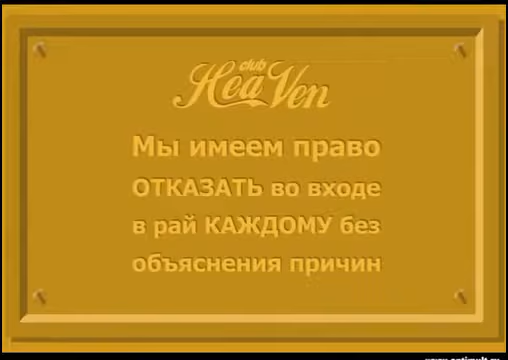 club
HeaVen
Мы имеем право
ОТКАЗАТЬ во входе
в рай КАЖДОМУ без
объяснения причин